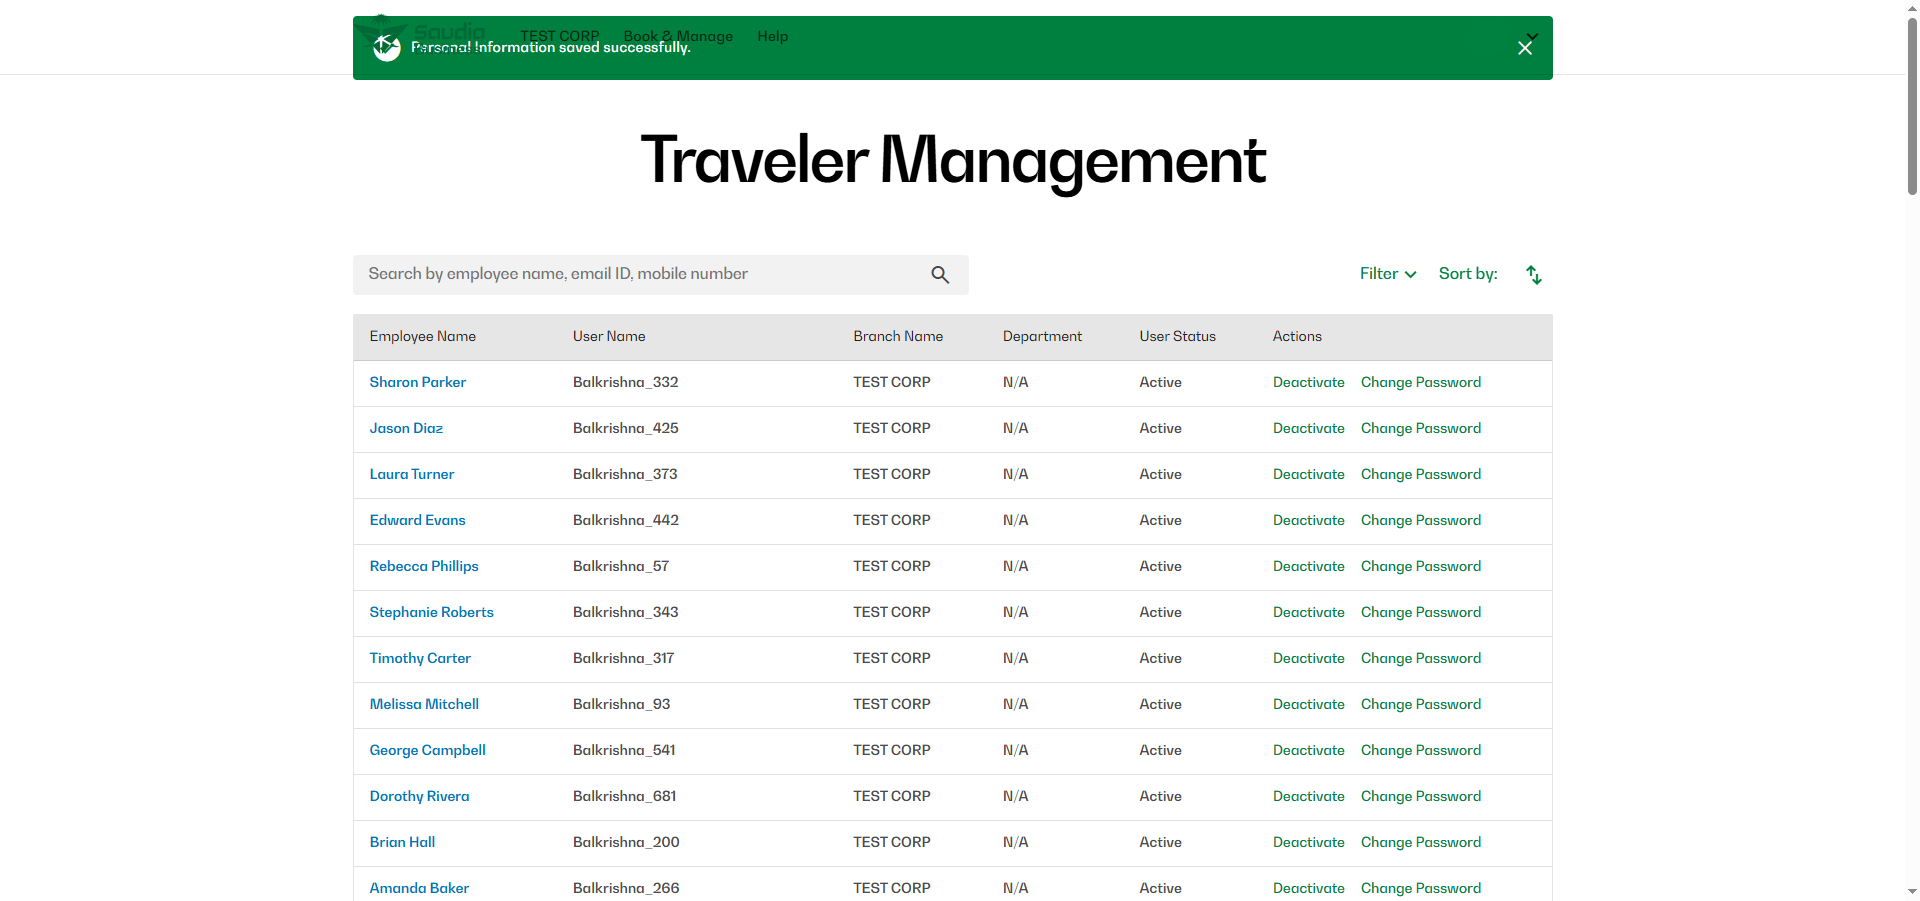 Saudia
TEST CORP Book & Manage Help
Personal Information saved successfully.
Traveler Management
Search by employee name, email ID, mobile number
Filter Sort by:
Employee Name User Name Branch Name Department User Status Actions
Sharon Parker Balkrishna_332 TEST CORP N/A Active Deactivate Change Password
Jason Diaz Balkrishna_425 TEST CORP N/A Active Deactivate Change Password
Laura Turner Balkrishna_373 TEST CORP N/A Active Deactivate Change Password
Edward Evans Balkrishna_442 TEST CORP N/A Active Deactivate Change Password
Rebecca Phillips Balkrishna_57 TEST CORP N/A Active Deactivate Change Password
Stephanie Roberts Balkrishna_343 TEST CORP N/A Active Deactivate Change Password
Timothy Carter Balkrishna_317 TEST CORP N/A Active Deactivate Change Password
Melissa Mitchell Balkrishna_93 TEST CORP N/A Active Deactivate Change Password
George Campbell Balkrishna_541 TEST CORP N/A Active Deactivate Change Password
Dorothy Rivera Balkrishna_681 TEST CORP N/A Active Deactivate Change Password
Brian Hall Balkrishna_200 TEST CORP N/A Active Deactivate Change Password
Amanda Baker Balkrishna_266 TEST CORP N/A Active Deactivate Change Password